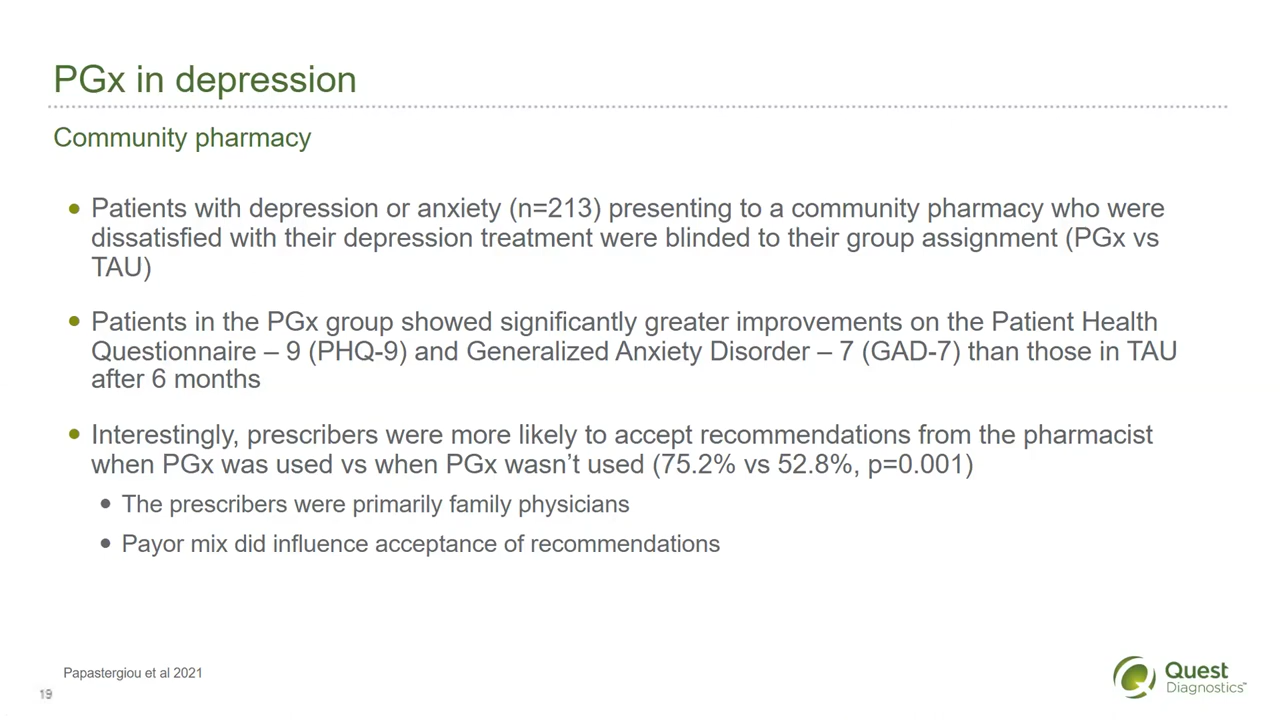 PGx in depression
Community pharmacy
• Patients with depression or anxiety (n=213) presenting to a community pharmacy who were
dissatisfied with their depression treatment were blinded to their group assignment (PGx vs
TAU)
• Patients in the PGx group showed significantly greater improvements on the Patient Health
Questionnaire – 9 (PHQ-9) and Generalized Anxiety Disorder – 7 (GAD-7) than those in TAU
after 6 months
• Interestingly, prescribers were more likely to accept recommendations from the pharmacist
when PGx was used vs when PGx wasn’t used (75.2% vs 52.8%, p=0.001)
• The prescribers were primarily family physicians
• Payor mix did influence acceptance of recommendations
Papastergiou et al 2021
19
Quest
Diagnostics™